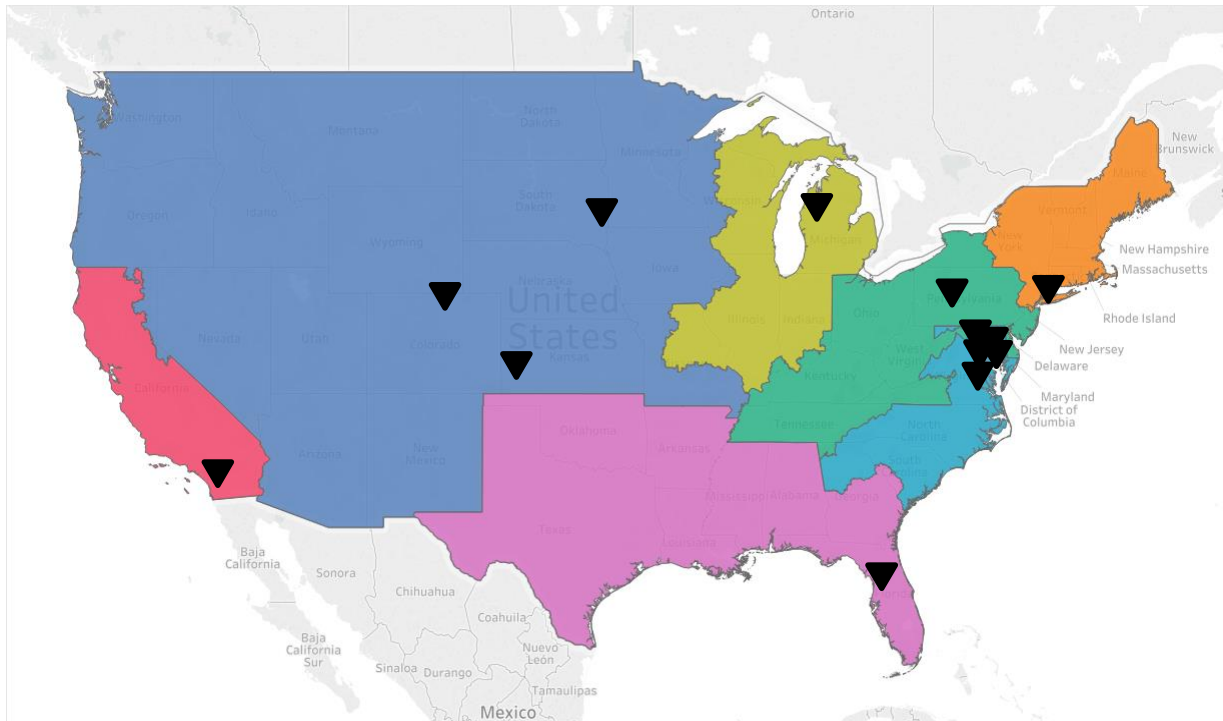 Ontario
New
Brunswick
Washington
Montana
North
Dakota
Minnesota
Maine
Oregon
Idaho
South
Dakota
Wisconsin
Vermont
New
York
Wyoming
Michigan
New Hampshire
Massachusetts
Iowa
Nebraska
Pennsylvania
United
States
Rhode Island
Illinois
Indiana
Ohio
Nevada
Utah
Colorado
Kansas
West
Virginia
New Jersey
Delaware
California
Kentucky
Maryland
District of
Columbia
Tennessee
North
Carolina
Oklahoma
Arkansas
Arizona
New
Mexico
South
Carolina
Mississippi
Alabama
Georgia
Texas
Louisiana
Baja
California
Sonora
Chihuahua
Florida
Coahuila
Baja
California
Sur
Nuevo
León
Sinaloa
Durango
Tamaulipas
Mexico